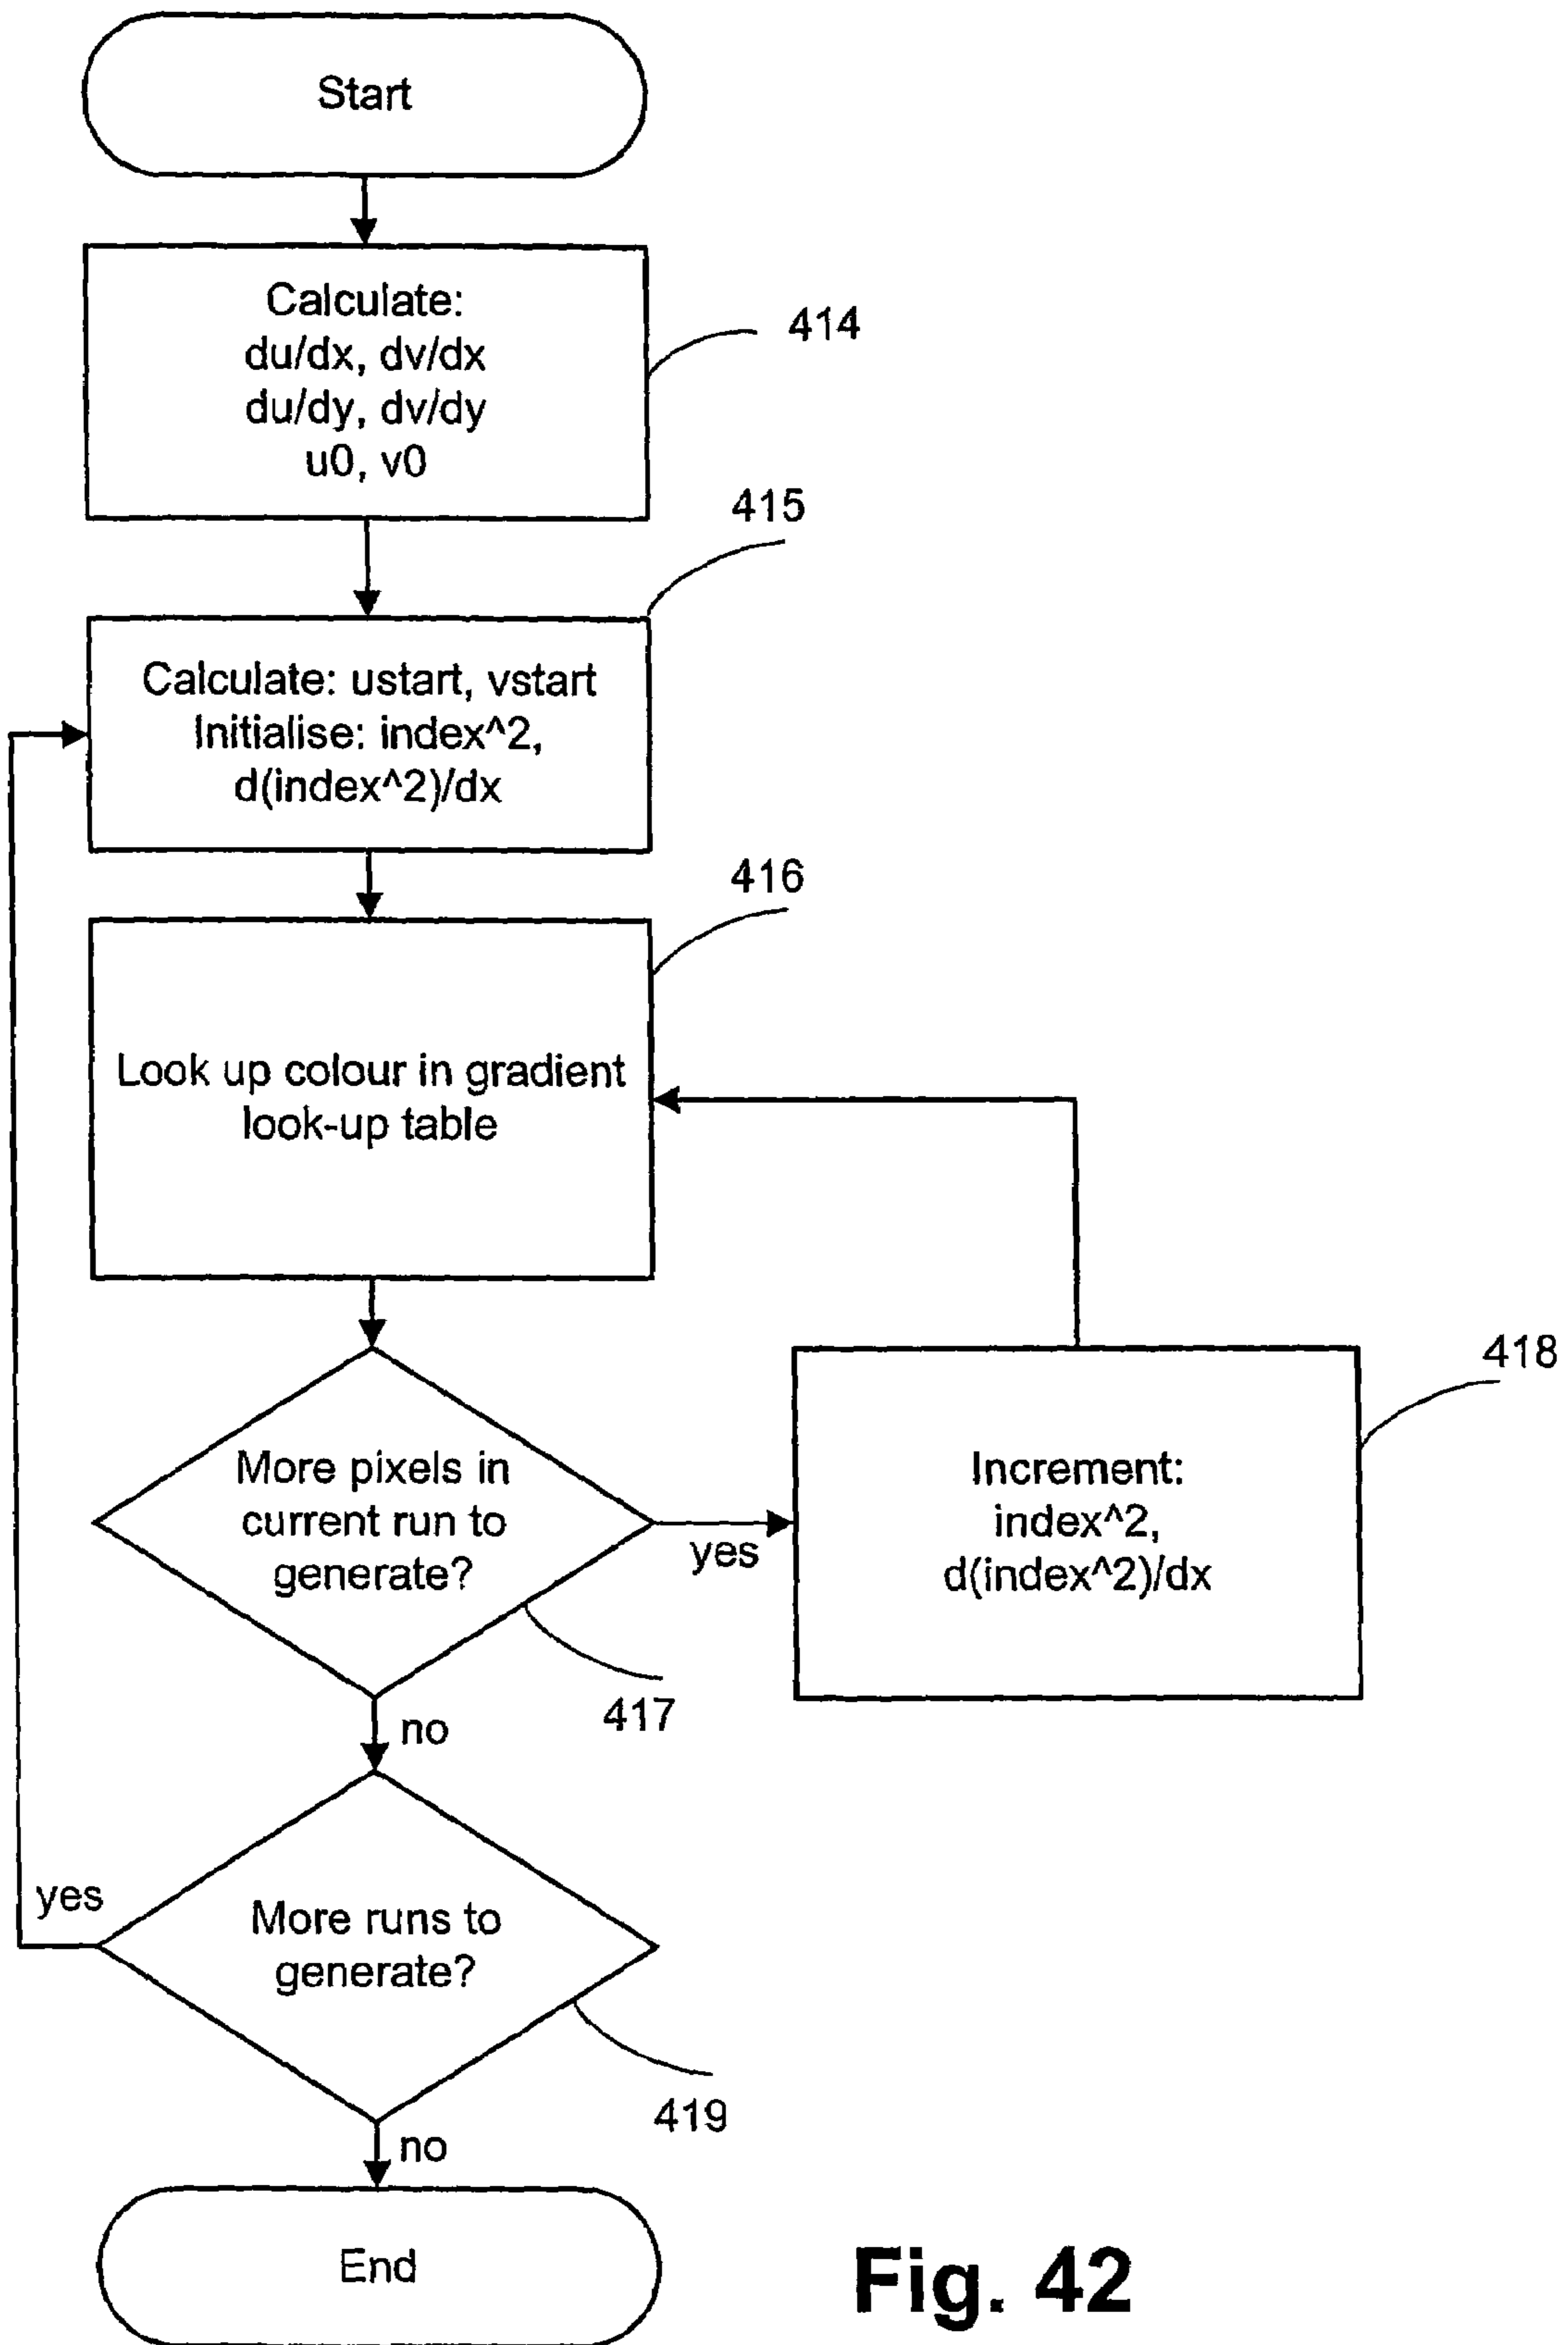 Start
Calculate:
du/dx, dv/dx
du/dy, dv/dy
u0, v0
414
415
Calculate: ustart, vstart
Initialise: index^2,
d(index^2)/dx
416
Look up colour in gradient
look-up table
More pixels in
current run to
generate?
yes
417
no
418
Increment:
index^2,
d(index^2)/dx
yes
More runs to
generate?
419
no
End
Fig. 42